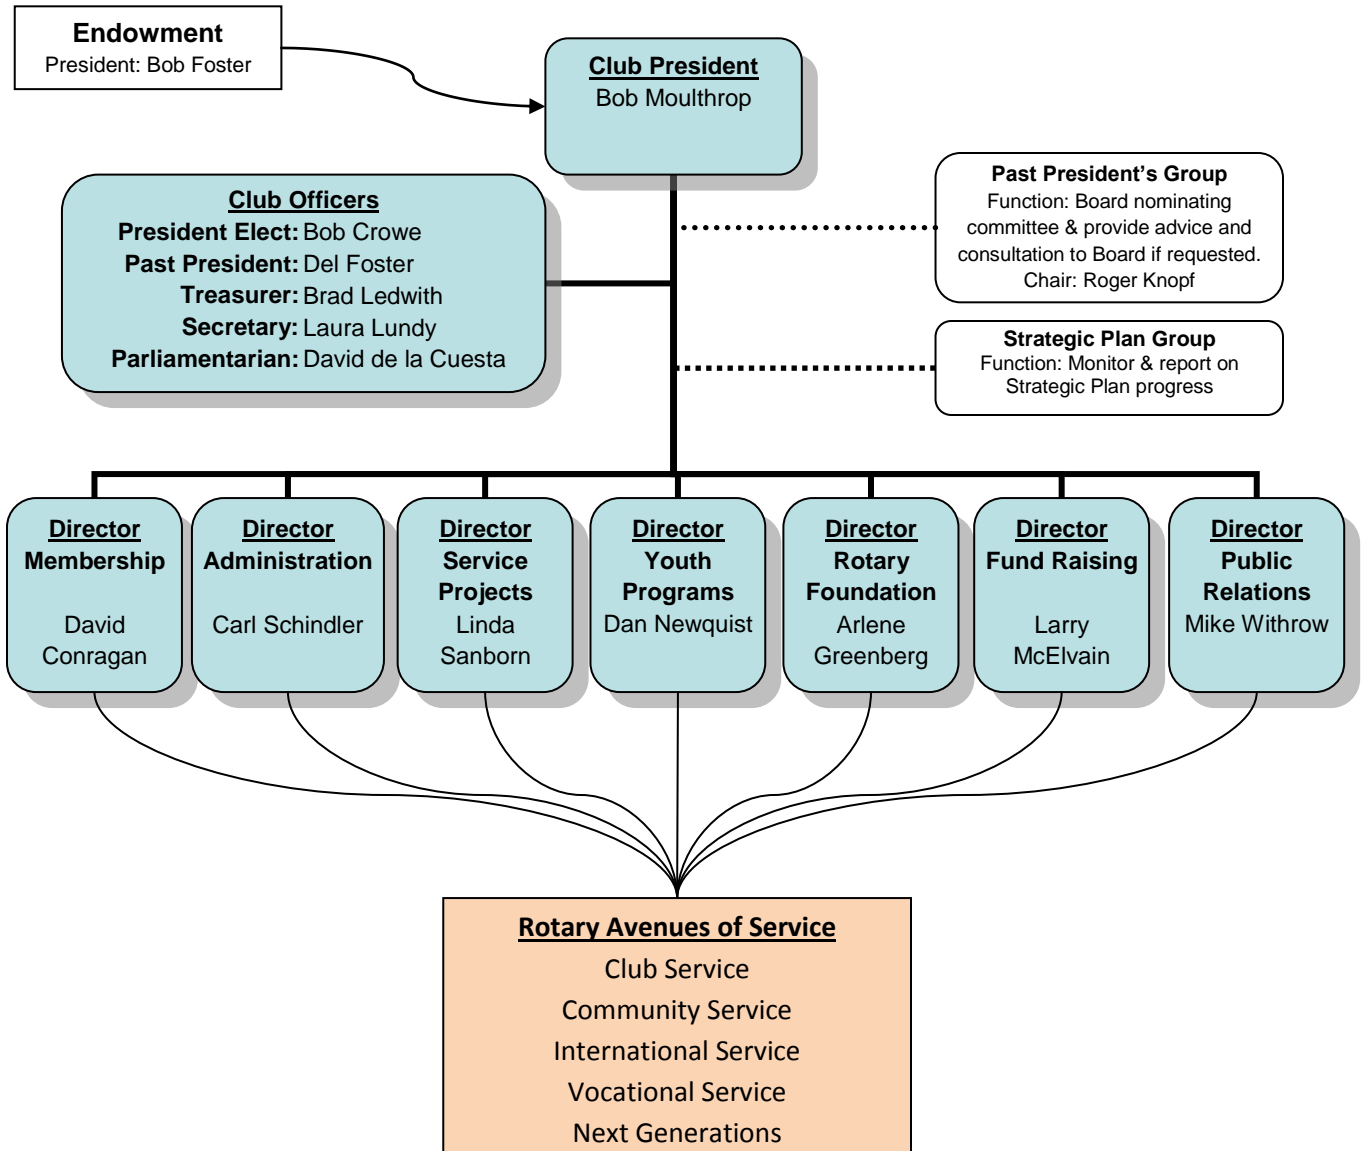 Endowment
President: Bob Foster
Club President
Bob Moulthrop
Club Officers
President Elect: Bob Crowe
Past President: Del Foster
Treasurer: Brad Ledwith
Secretary: Laura Lundy
Parliamentarian: David de la Cuesta
Past President’s Group
Function: Board nominating
committee & provide advice and
consultation to Board if requested.
Chair: Roger Knopf
Strategic Plan Group
Function: Monitor & report on
Strategic Plan progress
Director
Membership
David
Conragan
Director
Administration
Carl Schindler
Director
Service
Projects
Linda
Sanborn
Director
Youth
Programs
Dan Newquist
Director
Rotary
Foundation
Arlene
Greenberg
Director
Fund Raising
Larry
McElvain
Director
Public
Relations
Mike Withrow
Rotary Avenues of Service
Club Service
Community Service
International Service
Vocational Service
Next Generations